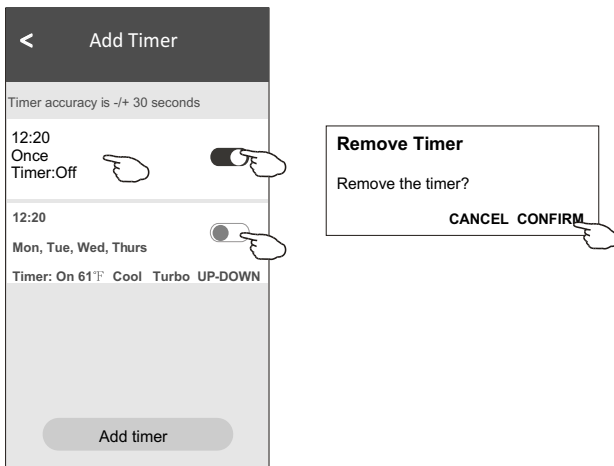 < Add Timer
Timer accuracy is -/+ 30 seconds
12:20
Once
Timer:Off
12:20
Mon, Tue, Wed, Thurs
Timer: On 61℉ Cool Turbo UP-DOWN
Add timer
Remove Timer
Remove the timer?
CANCEL CONFIRM